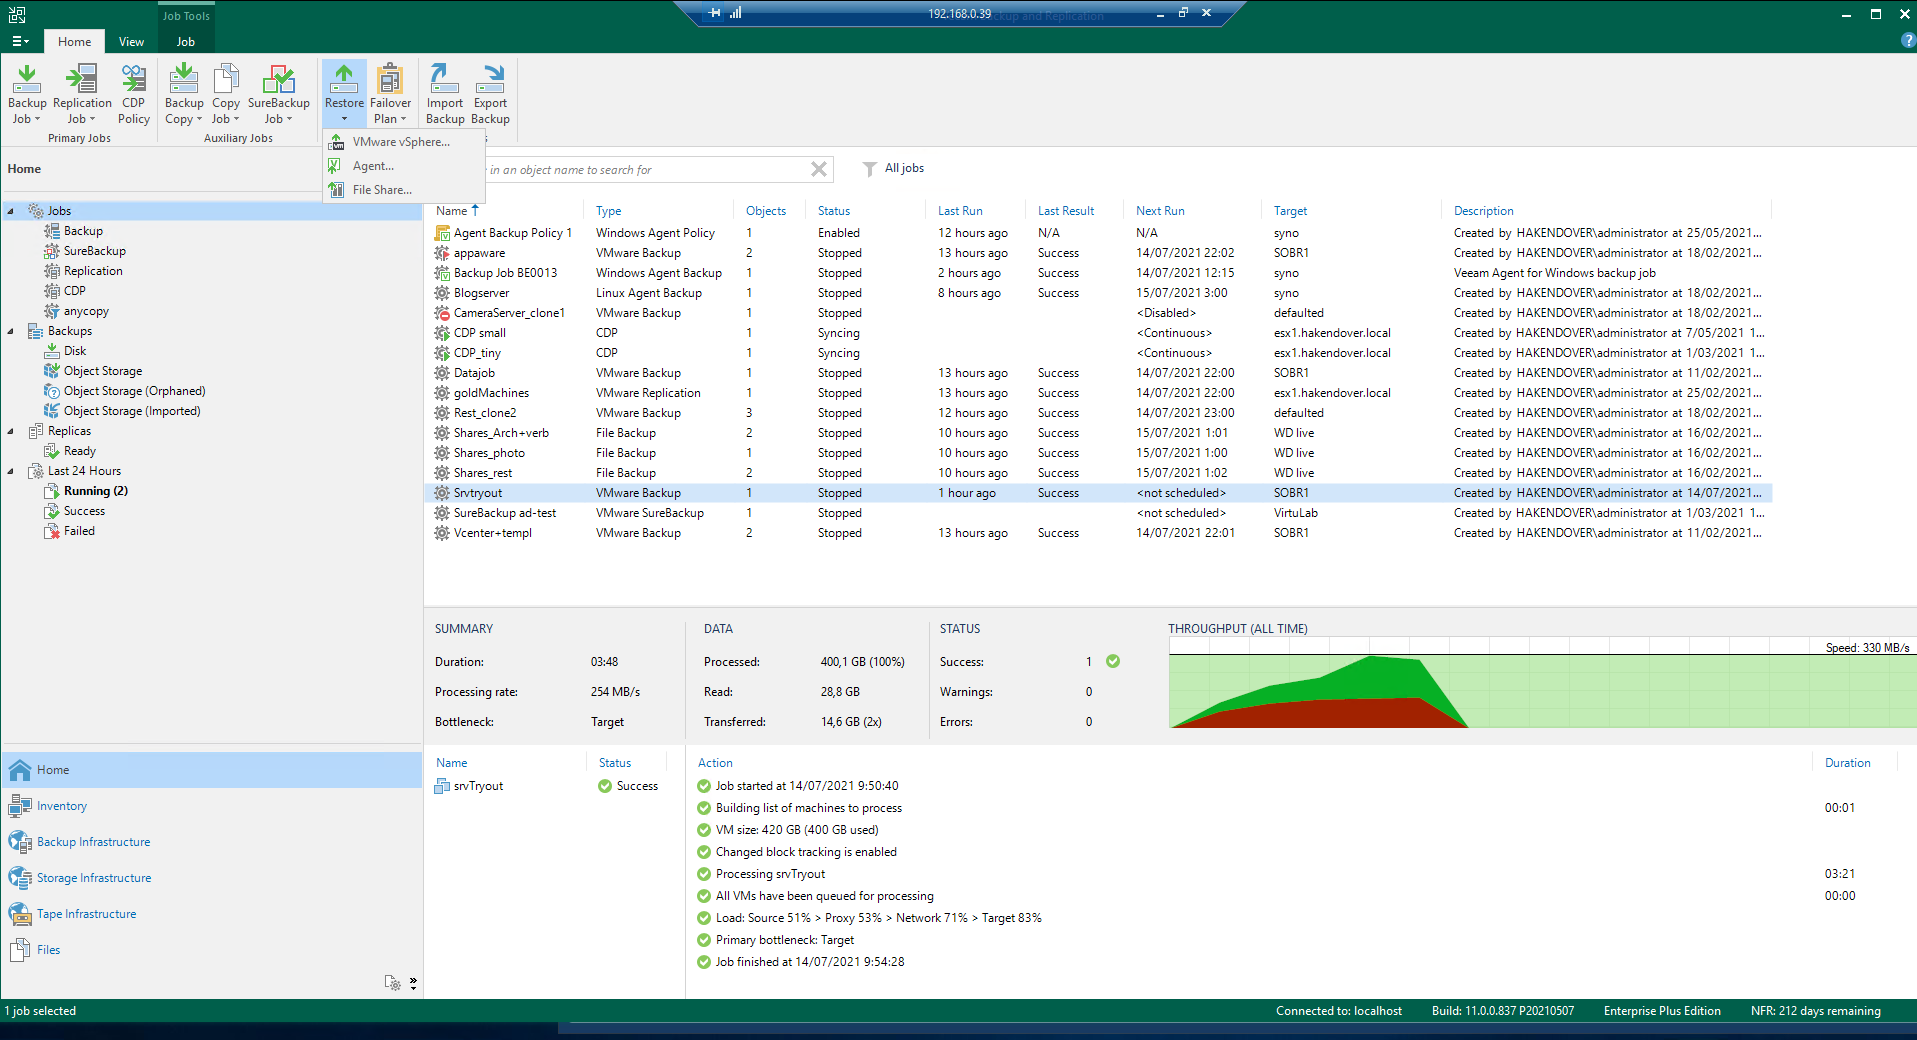 Job Tools
192.168.0.39
Backup and Replication
Home
View
Job
Backup Job
Replication Job
CDP Policy
Primary Jobs
Backup Copy
Copy Job
SureBackup Job
Auxiliary Jobs
Restore
Failover Plan
Import Backup
Export Backup
VMware vSphere...
Agent...
File Share...
Home
in an object name to search for
All jobs
Jobs
Backup
SureBackup
Replication
CDP
anycopy
Backups
Disk
Object Storage
Object Storage (Orphaned)
Object Storage (Imported)
Replicas
Ready
Last 24 Hours
Running (2)
Success
Failed
Home
Inventory
Backup Infrastructure
Storage Infrastructure
Tape Infrastructure
Files
Name Type Objects Status Last Run Last Result Next Run Target Description
Agent Backup Policy 1 Windows Agent Policy 1 Enabled 12 hours ago N/A N/A syno Created by HAKENDOVER\administrator at 25/05/2021...
appaware VMware Backup 2 Stopped 13 hours ago Success 14/07/2021 22:02 SOBR1 Created by HAKENDOVER\administrator at 18/02/2021...
Backup Job BE0013 Windows Agent Backup 1 Stopped 2 hours ago Success 14/07/2021 12:15 syno Veeam Agent for Windows backup job
Blogserver Linux Agent Backup 1 Stopped 8 hours ago Success 15/07/2021 3:00 syno Created by HAKENDOVER\administrator at 18/02/2021...
CameraServer_clone1 VMware Backup 1 Stopped <Disabled> defaulted Created by HAKENDOVER\administrator at 18/02/2021...
CDP small CDP 1 Syncing <Continuous> esx1.hakendover.local Created by HAKENDOVER\administrator at 7/05/2021 1...
CDP_tiny CDP 1 Syncing <Continuous> esx1.hakendover.local Created by HAKENDOVER\administrator at 1/03/2021 1...
Datajob VMware Backup 1 Stopped 13 hours ago Success 14/07/2021 22:00 SOBR1 Created by HAKENDOVER\administrator at 11/02/2021...
goldMachines VMware Replication 1 Stopped 13 hours ago Success 14/07/2021 22:00 esx1.hakendover.local Created by HAKENDOVER\administrator at 25/02/2021...
Rest_clone2 VMware Backup 3 Stopped 12 hours ago Success 14/07/2021 23:00 defaulted Created by HAKENDOVER\administrator at 18/02/2021...
Shares_Arch+verb File Backup 2 Stopped 10 hours ago Success 15/07/2021 1:01 WD live Created by HAKENDOVER\administrator at 16/02/2021...
Shares_photo File Backup 1 Stopped 10 hours ago Success 15/07/2021 1:00 WD live Created by HAKENDOVER\administrator at 16/02/2021...
Shares_rest File Backup 2 Stopped 10 hours ago Success 15/07/2021 1:02 WD live Created by HAKENDOVER\administrator at 16/02/2021...
Srvtryout VMware Backup 1 Stopped 1 hour ago Success <not scheduled> SOBR1 Created by HAKENDOVER\administrator at 14/07/2021...
SureBackup ad-test VMware SureBackup 1 Stopped <not scheduled> VirtuLab Created by HAKENDOVER\administrator at 1/03/2021 1...
Vcenter+templ VMware Backup 2 Stopped 13 hours ago Success 14/07/2021 22:01 SOBR1 Created by HAKENDOVER\administrator at 11/02/2021...
SUMMARY
Duration: 03:48
Processing rate: 254 MB/s
Bottleneck: Target
DATA
Processed: 400,1 GB (100%)
Read: 28,8 GB
Transferred: 14,6 GB (2x)
STATUS
Success: 1
Warnings: 0
Errors: 0
THROUGHPUT (ALL TIME)
Speed: 330 MB/s
Name Status
srvTryout Success
Action Duration
Job started at 14/07/2021 9:50:40
Building list of machines to process 00:01
VM size: 420 GB (400 GB used)
Changed block tracking is enabled
Processing srvTryout 03:21
All VMs have been queued for processing 00:00
Load: Source 51% > Proxy 53% > Network 71% > Target 83%
Primary bottleneck: Target
Job finished at 14/07/2021 9:54:28
1 job selected
Connected to: localhost
Build: 11.0.0.837 P20210507
Enterprise Plus Edition
NFR: 212 days remaining